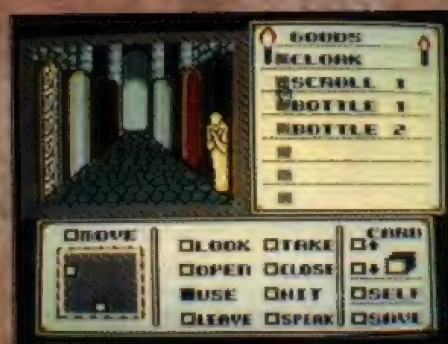 GOODS
CLOAK
SCROLL 1
BOTTLE 1
BOTTLE 2
MOVE
LOOK TAKE
OPEN CLOSE
USE HIT
LEAVE SPEAK
CARD
SELF
SAVE